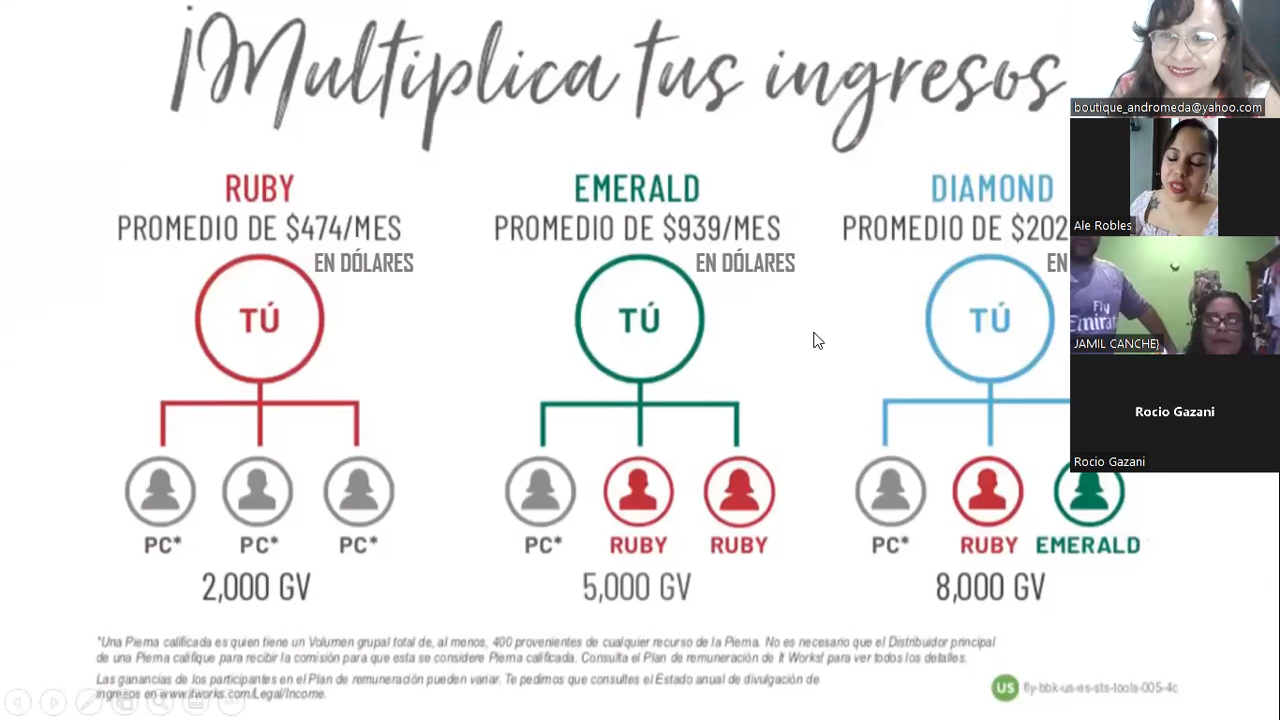 ¡Multiplica tus ingresos
RUBY
PROMEDIO DE $474/MES
EN DÓLARES
TÚ
PC*
PC*
PC*
2,000 GV
EMERALD
PROMEDIO DE $939/MES
EN DÓLARES
TÚ
PC*
RUBY
RUBY
5,000 GV
DIAMOND
PROMEDIO DE $202
EN
TÚ
PC*
RUBY
EMERALD
8,000 GV
*Una Pierna calificada es quien tiene un Volumen grupal total de, al menos, 400 provenientes de cualquier recurso de la Pierna. No es necesario que el Distribuidor principal
de una Pierna califique para recibir la comisión para que esta se considere Pierna calificada. Consulta el Plan de remuneración de It Works! para ver todos los detalles.
Las ganancias de los participantes en el Plan de remuneración pueden variar. Te pedimos que consultes el Estado anual de divulgación de
ingresos en www.itworks.com/Legal/Income.
US fly-bbk-us-es-sts-tools-005-4c
boutique_andromeda@yahoo.com
Ale Robles
Fly
Emirat
JAMIL CANCHE)
Rocio Gazani
Rocio Gazani